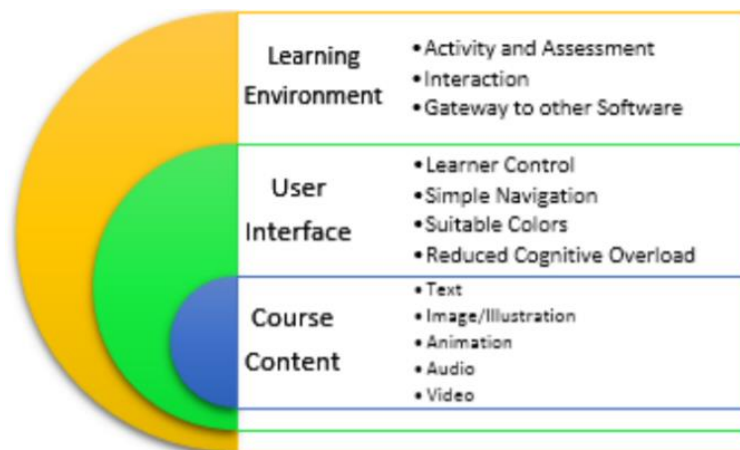 Learning
Environment
•Activity and Assessment
•Interaction
•Gateway to other Software
User
Interface
•Learner Control
•Simple Navigation
•Suitable Colors
•Reduced Cognitive Overload
Course
Content
•Text
•Image/Illustration
•Animation
•Audio
•Video